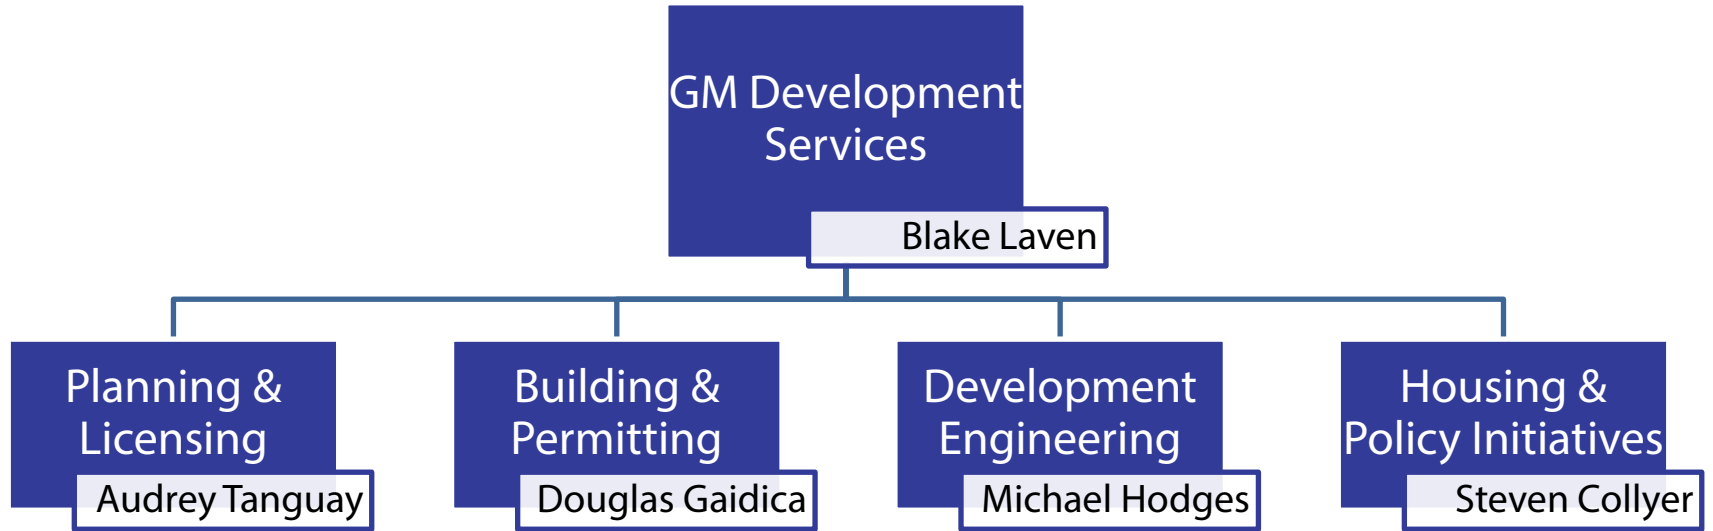 GM Development
Services
Blake Laven
Planning &
Licensing
Audrey Tanguay
Building &
Permitting
Douglas Gaidica
Development
Engineering
Michael Hodges
Housing &
Policy Initiatives
Steven Collyer